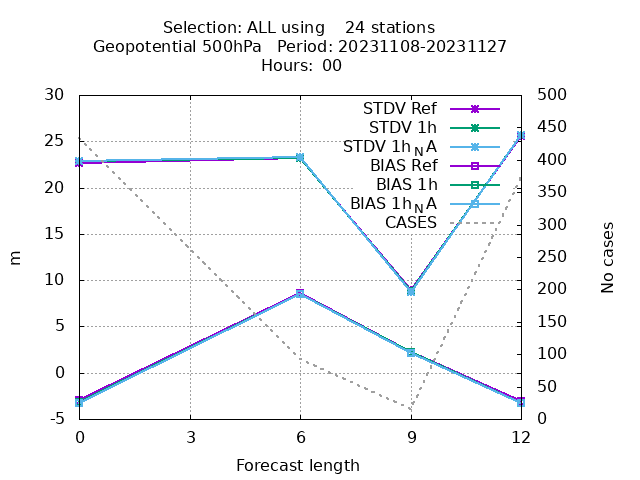 Selection: ALL using    24 stations
Geopotential 500hPa   Period: 20231108-20231127
Hours: 00
30
25
20
15
10
5
0
-5
500
450
400
350
300
250
200
150
100
50
0
STDV Ref
STDV 1h
STDV 1h_NA
BIAS Ref
BIAS 1h
BIAS 1h_NA
CASES
m
No cases
0 3 6 9 12
Forecast length